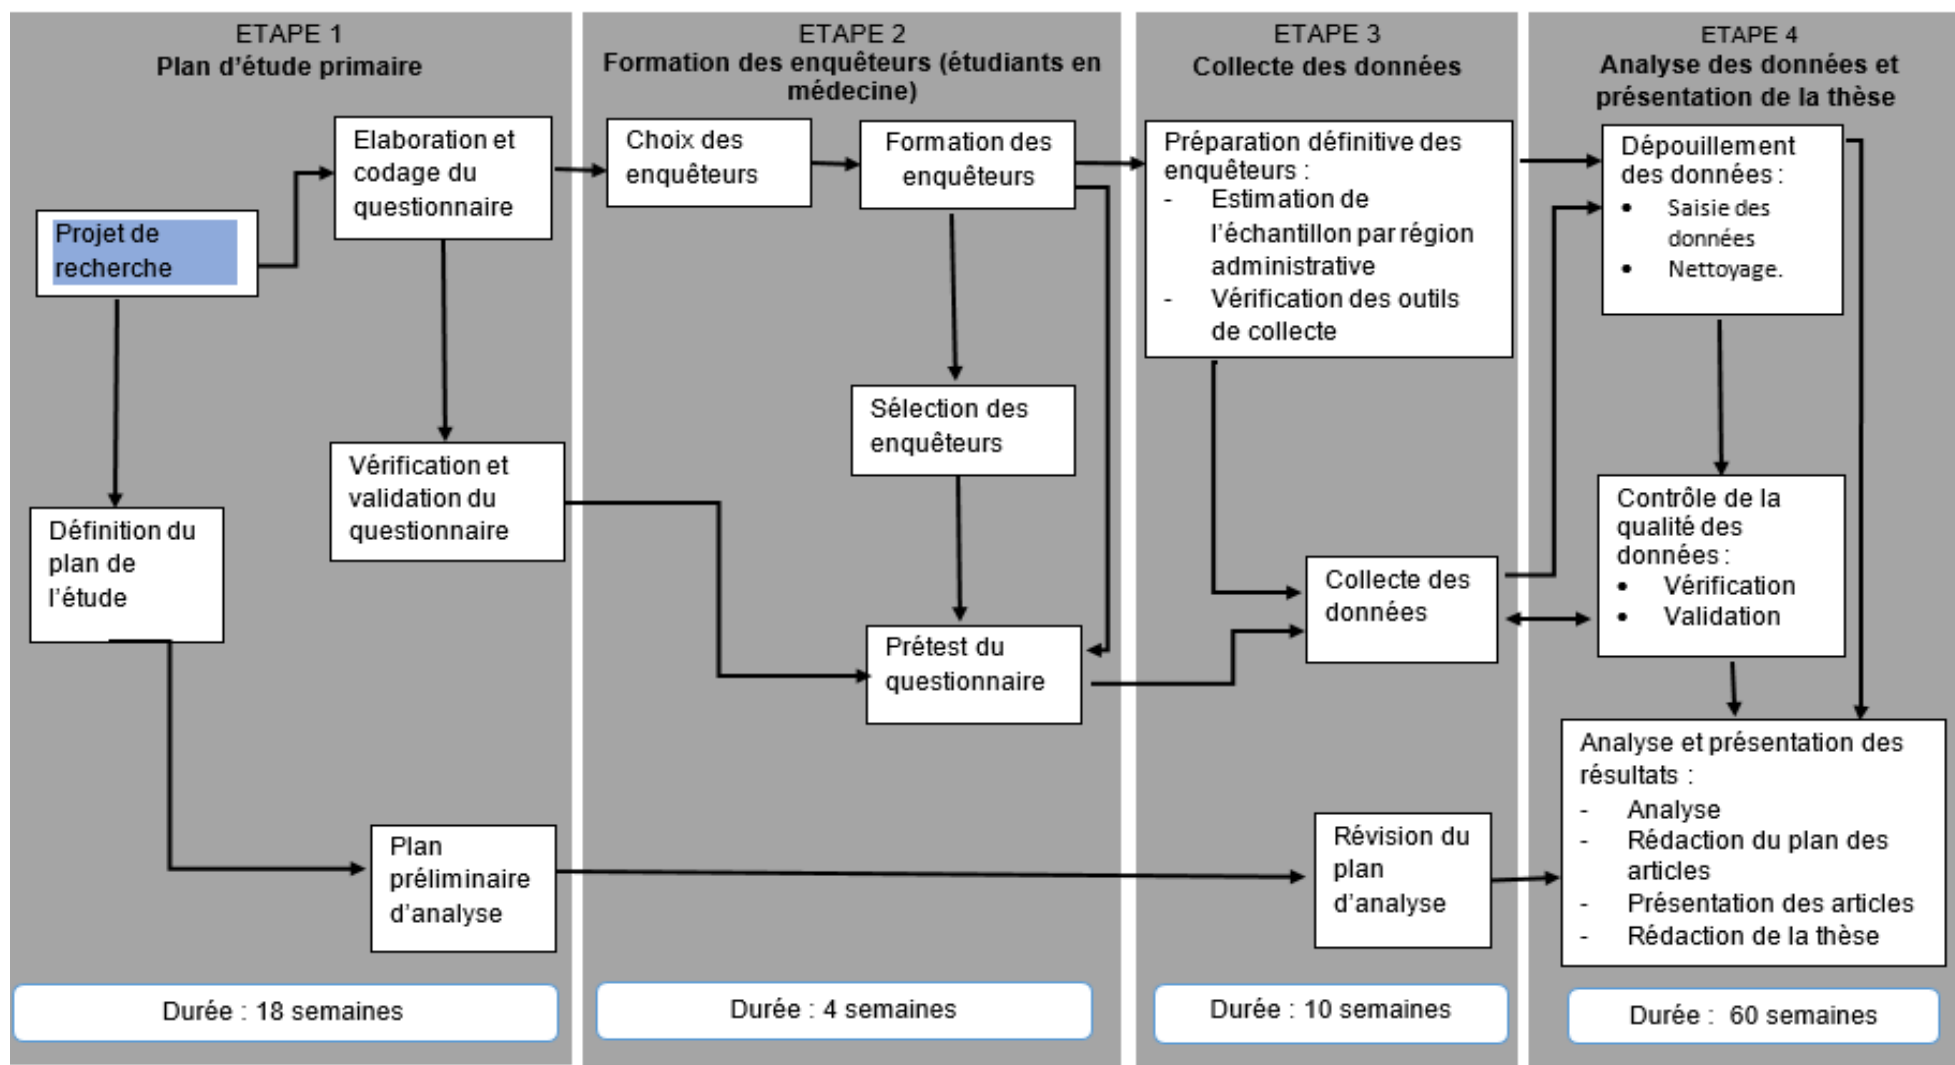 ETAPE 1
Plan d'étude primaire
Projet de
recherche
Elaboration et
codage du
questionnaire
Vérification et
validation du
questionnaire
Définition du
plan de
l'étude
Plan
préliminaire
d'analyse
Durée : 18 semaines
ETAPE 2
Formation des enquêteurs (étudiants en
médecine)
Choix des
enquêteurs
Formation des
enquêteurs
Sélection des
enquêteurs
Prétest du
questionnaire
Durée : 4 semaines
ETAPE 3
Collecte des données
Préparation définitive des
enquêteurs :
- Estimation de
l'échantillon par région
administrative
- Vérification des outils
de collecte
Collecte des
données
Révision du
plan
d'analyse
Durée : 10 semaines
ETAPE 4
Analyse des données et
présentation de la thèse
Dépouillement
des données :
• Saisie des
données
• Nettoyage.
Contrôle de la
qualité des
données :
• Vérification
• Validation
Analyse et présentation des
résultats :
- Analyse
- Rédaction du plan des
articles
- Présentation des articles
- Rédaction de la thèse
Durée : 60 semaines